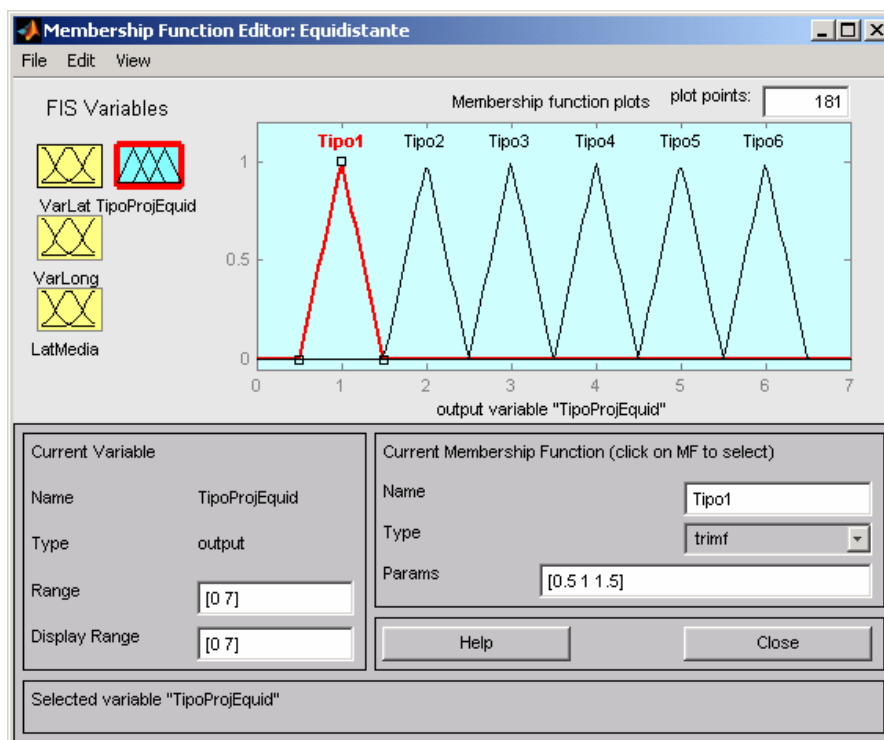 Membership Function Editor: Equidistante
File Edit View
FIS Variables
Membership function plots
plot points:
181
VarLat
TipoProjEquid
VarLong
LatMedia
Tipo1
Tipo2
Tipo3
Tipo4
Tipo5
Tipo6
1
0.5
0
0 1 2 3 4 5 6 7
output variable "TipoProjEquid"
Current Variable
Name TipoProjEquid
Type output
Range [0 7]
Display Range [0 7]
Current Membership Function (click on MF to select)
Name Tipo1
Type trimf
Params [0.5 1 1.5]
Help
Close
Selected variable "TipoProjEquid"